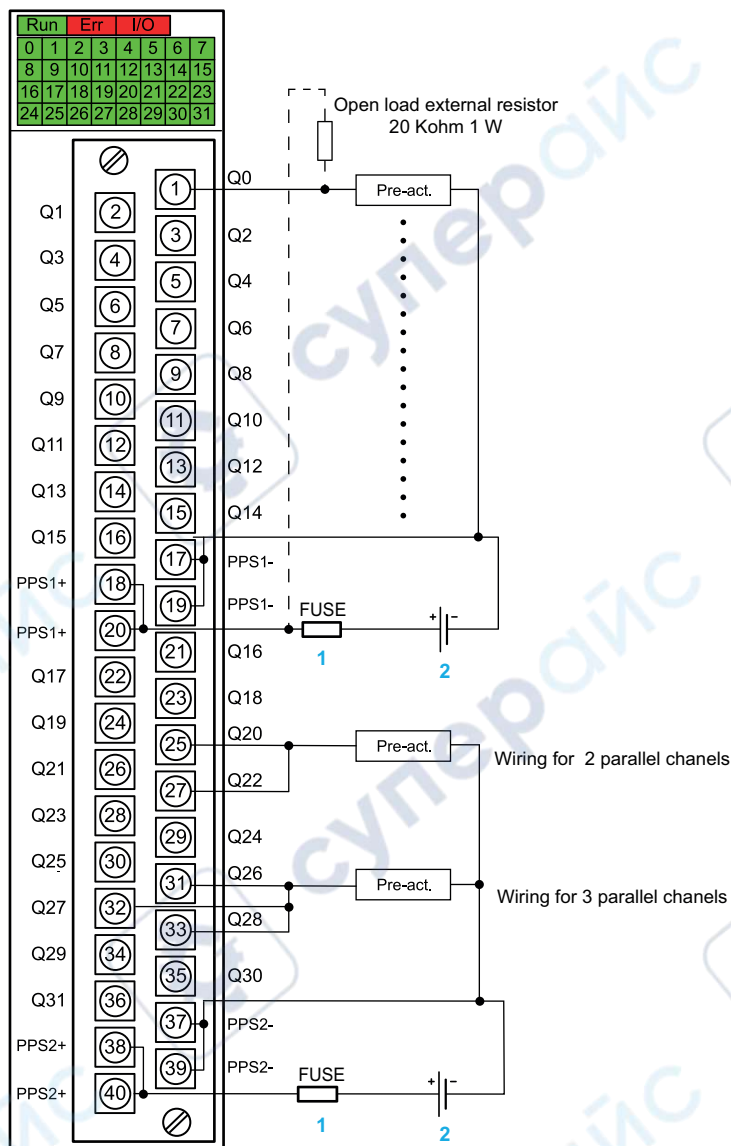 Run Err I/O
0 1 2 3 4 5 6 7
8 9 10 11 12 13 14 15
16 17 18 19 20 21 22 23
24 25 26 27 28 29 30 31
Open load external resistor
20 Kohm 1 W
1 Q0 Pre-act.
Q1 2
3 Q2
Q3 4
5 Q4
Q5 6
7 Q6
Q7 8
9 Q8
Q9 10
11 Q10
Q11 12
13 Q12
Q13 14
15 Q14
Q15 16
17 PPS1-
PPS1+ 18
19 PPS1-
FUSE + -
PPS1+ 20
1 2
21 Q16
Q17 22
23 Q18
Q19 24
25 Q20 Pre-act. Wiring for 2 parallel chanels
Q21 26
27 Q22
Q23 28
29 Q24
Q25 30
31 Q26 Pre-act. Wiring for 3 parallel chanels
Q27 32
33 Q28
Q29 34
35 Q30
Q31 36
37 PPS2-
PPS2+ 38
39 PPS2-
FUSE + -
PPS2+ 40
1 2
суперайс
суперайс